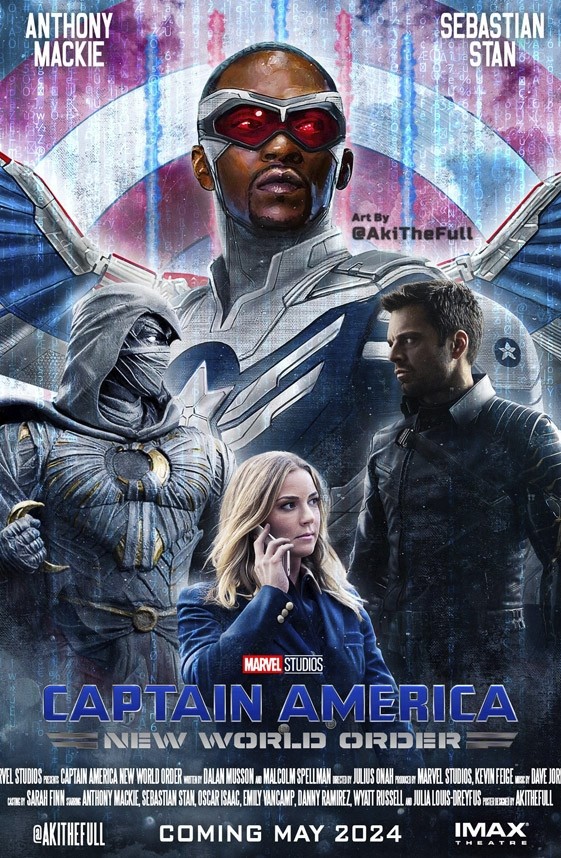 ANTHONY MACKIE
SEBASTIAN STAN
Art By
@AkiTheFull
MARVEL STUDIOS
CAPTAIN AMERICA
NEW WORLD ORDER
MARVEL STUDIOS PRESENTS CAPTAIN AMERICA NEW WORLD ORDER WRITTEN BY DALAN MUSSON AND MALCOLM SPELLMAN DIRECTED BY JULIUS ONAH PRODUCED BY MARVEL STUDIOS, KEVIN FEIGE MUSIC BY DAVE
CASTING BY SARAH FINN STARRING ANTHONY MACKIE, SEBASTIAN STAN, OSCAR ISAAC, EMILY VANCAMP, DANNY RAMIREZ, WYATT RUSSELL AND JULIA LOUIS-DREYFUS POSTER DESIGNED BY AKITHEFULL
@AKITHEFULL
COMING MAY 2024
IMAX
THEATRE